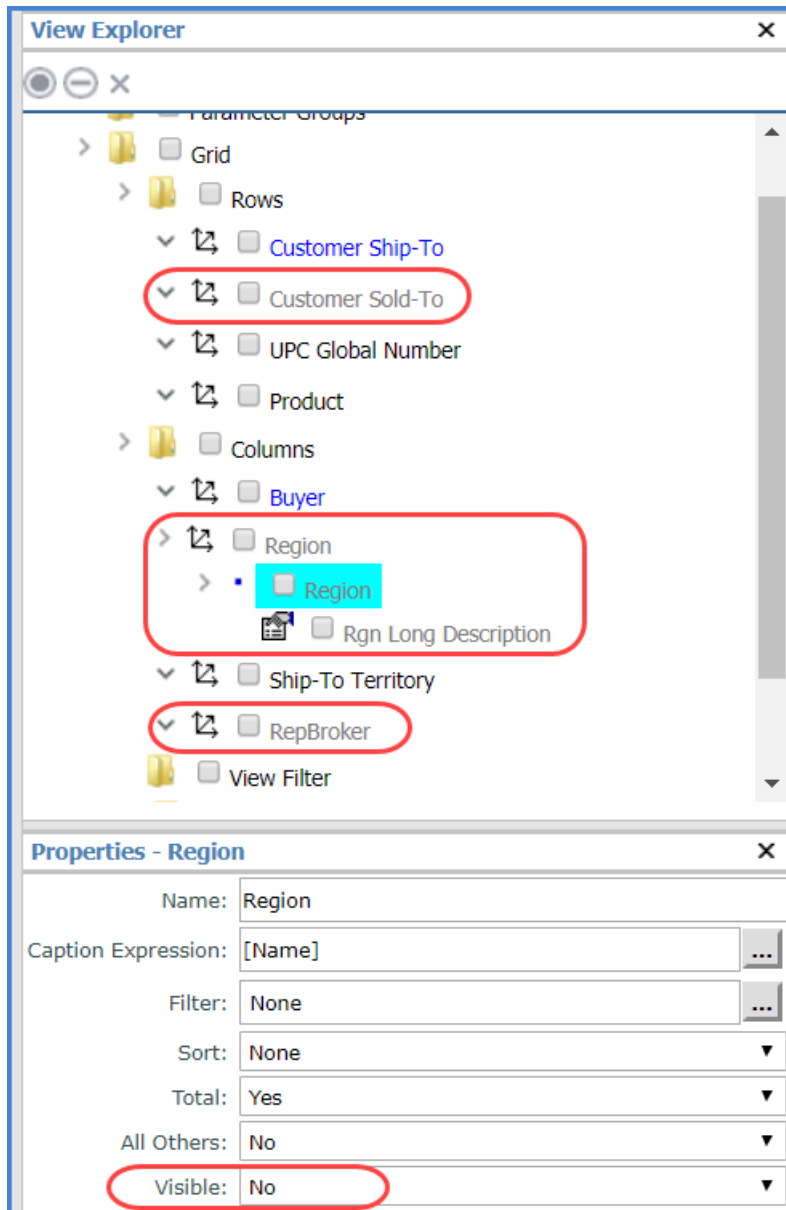 View Explorer
Parameter Groups
Grid
Rows
Customer Ship-To
Customer Sold-To
UPC Global Number
Product
Columns
Buyer
Region
Region
Rgn Long Description
Ship-To Territory
RepBroker
View Filter
Properties - Region
Name: Region
Caption Expression: [Name] ...
Filter: None ...
Sort: None
Total: Yes
All Others: No
Visible: No